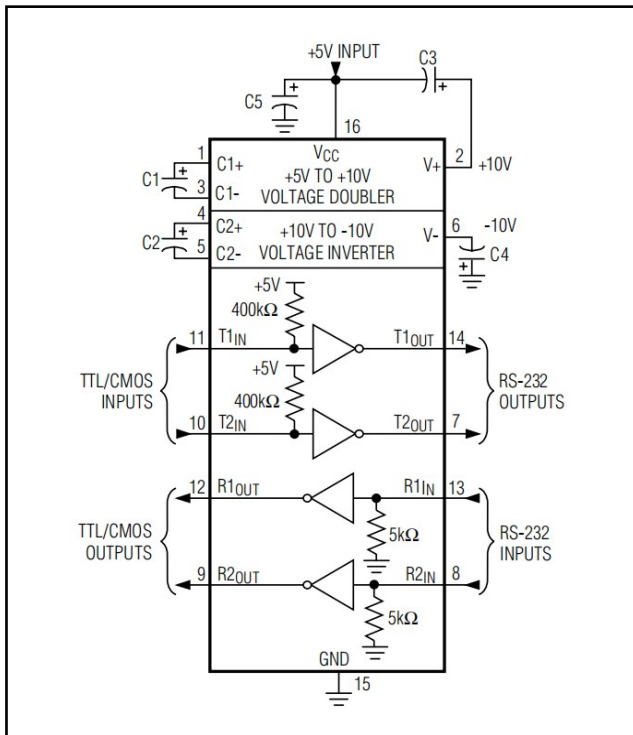 +5V INPUT
C3
+
C5
+
16
1
C1+
VCC
V+
2
+10V
C1
+
+5V TO +10V
3
C1-
VOLTAGE DOUBLER
4
C2+
+10V TO -10V
V-
6
-10V
C2
+
5
C2-
VOLTAGE INVERTER
C4
+
+5V
400kΩ
11
T1IN
T1OUT
14
TTL/CMOS
INPUTS
+5V
400kΩ
RS-232
OUTPUTS
10
T2IN
T2OUT
7
12
R1OUT
R1IN
13
TTL/CMOS
OUTPUTS
5kΩ
RS-232
INPUTS
9
R2OUT
R2IN
8
5kΩ
GND
15